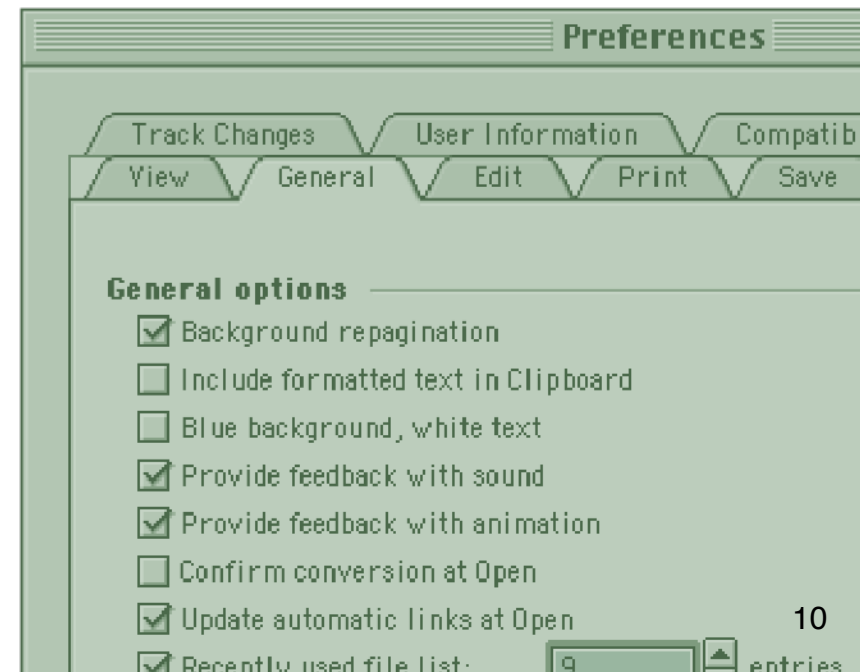 Preferences
Track Changes User Information Compatib
View General Edit Print Save
General options
Background repagination
Include formatted text in Clipboard
Blue background, white text
Provide feedback with sound
Provide feedback with animation
Confirm conversion at Open
Update automatic links at Open 10
Recently used file list: 9 entries